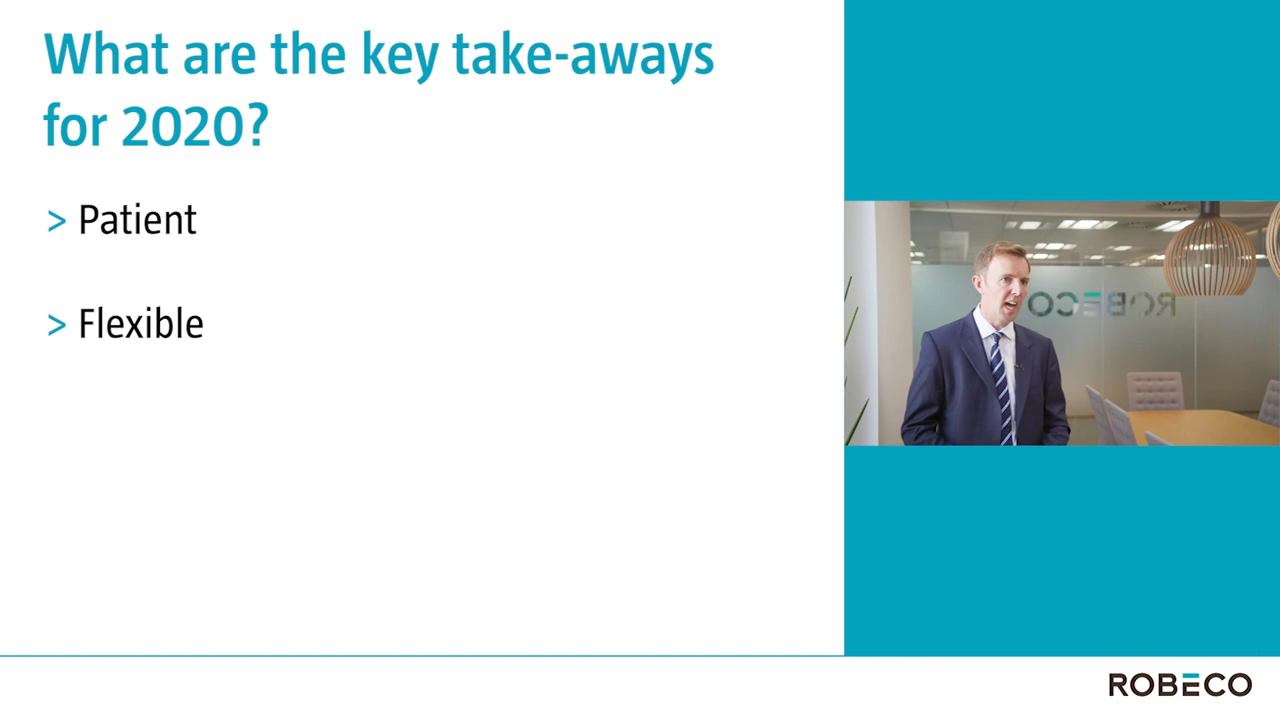 What are the key take-aways
for 2020?
> Patient
> Flexible
ROBECO
ROBECO